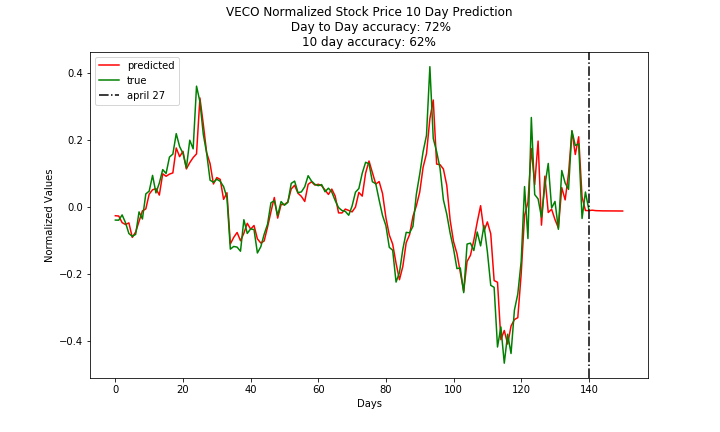 VECO Normalized Stock Price 10 Day Prediction
Day to Day accuracy: 72%
10 day accuracy: 62%
predicted
true
april 27
0.4
0.2
0.0
−0.2
−0.4
Normalized Values
0 20 40 60 80 100 120 140
Days